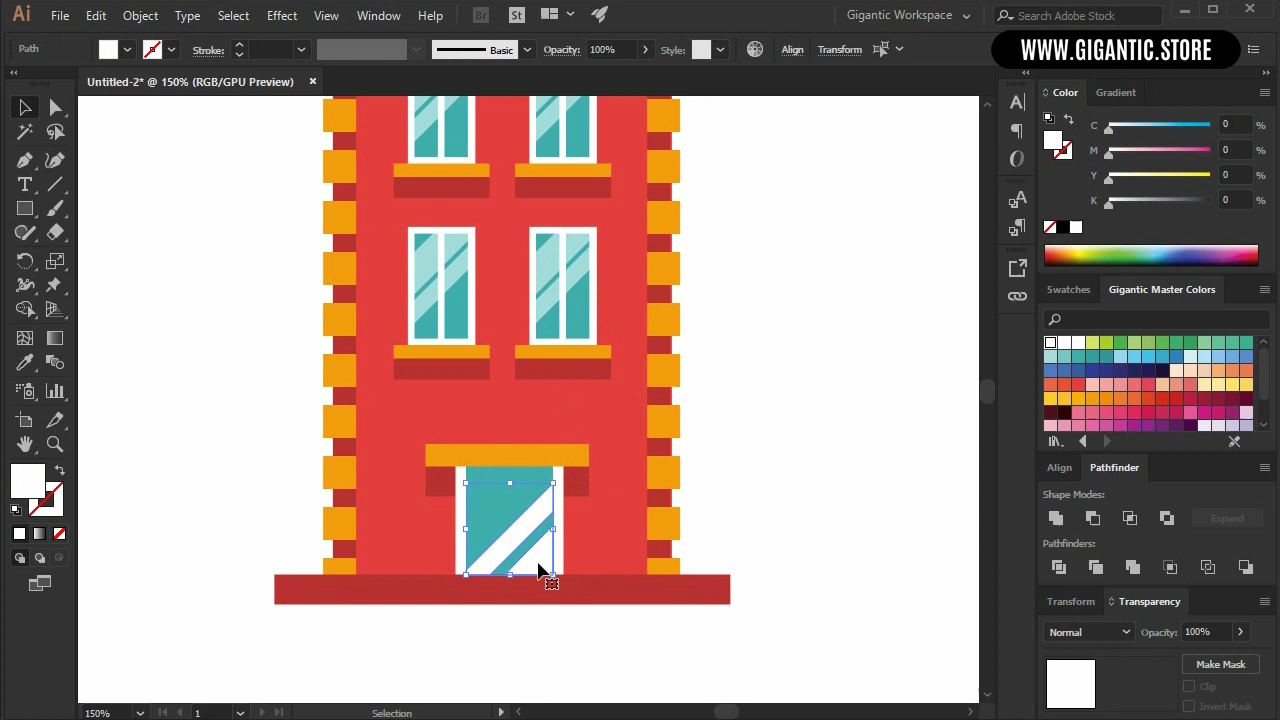 Ai File Edit Object Type Select Effect View Window Help Br St Gigantic Workspace Search Adobe Stock
Path Stroke: Basic Opacity: 100% Style: Align Transform
WWW.GIGANTIC.STORE
Untitled-2* @ 150% (RGB/GPU Preview)
Color Gradient
C 0 %
M 0 %
Y 0 %
K 0 %
Swatches Gigantic Master Colors
Align Pathfinder
Shape Modes:
Expand
Pathfinders:
Transform Transparency
Normal Opacity: 100%
Make Mask
Clip
Invert Mask
150% 1 Selection